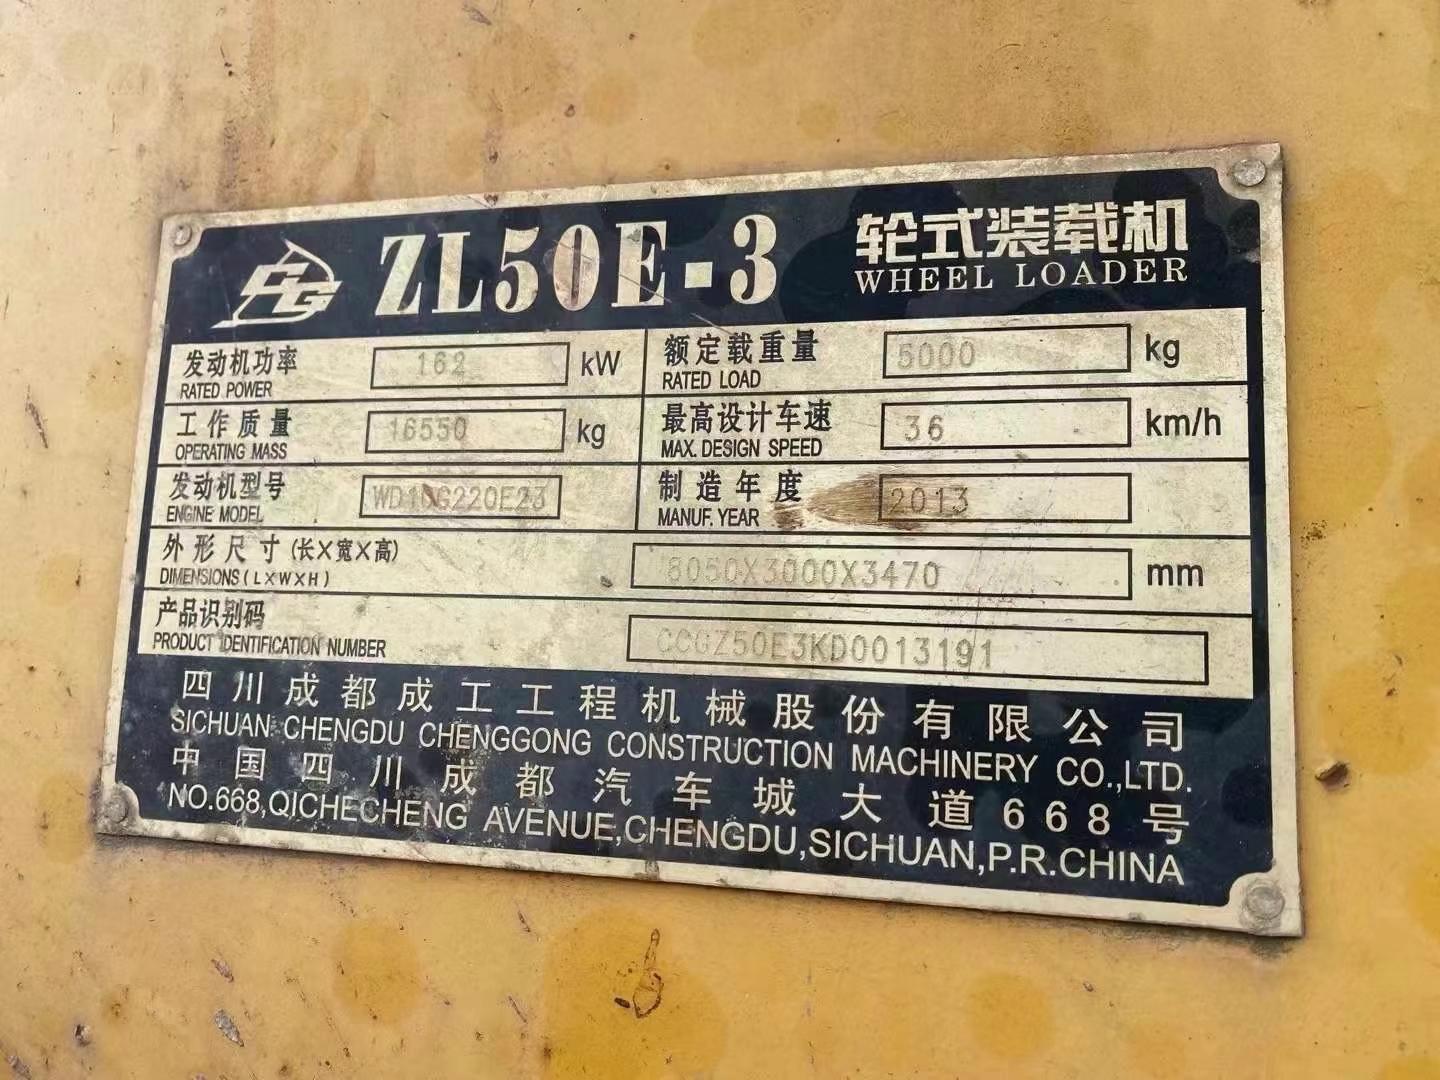 CG ZL50E-3 轮式装载机
WHEEL LOADER
发动机功率 162 kW 额定载重量 5000 kg
RATED POWER RATED LOAD
工作质量 16550 kg 最高设计车速 36 km/h
OPERATING MASS MAX. DESIGN SPEED
发动机型号 WD10G220E23 制造年度 2013
ENGINE MODEL MANUF. YEAR
外形尺寸(长×宽×高) 8050X3000X3470 mm
DIMENSIONS(L×W×H)
产品识别码 CCGZ50E3KD0013191
PRODUCT IDENTIFICATION NUMBER
四川成都成工工程机械股份有限公司
SICHUAN CHENGDU CHENGGONG CONSTRUCTION MACHINERY CO.,LTD.
中国四川成都汽车城大道668号
NO.668,QICHECHENG AVENUE,CHENGDU,SICHUAN,P.R.CHINA